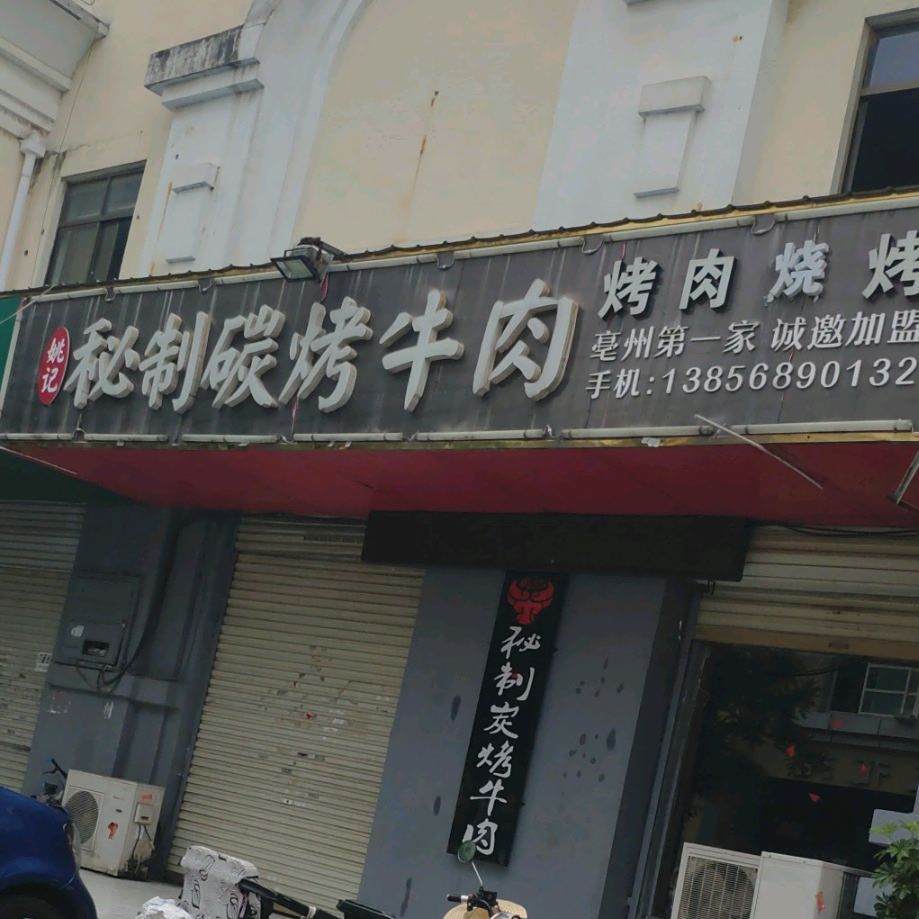 姚记
秘制碳烤牛肉
烤肉烧烤
亳州第一家 诚邀加盟
手机:13856890132
秘制炭烤牛肉